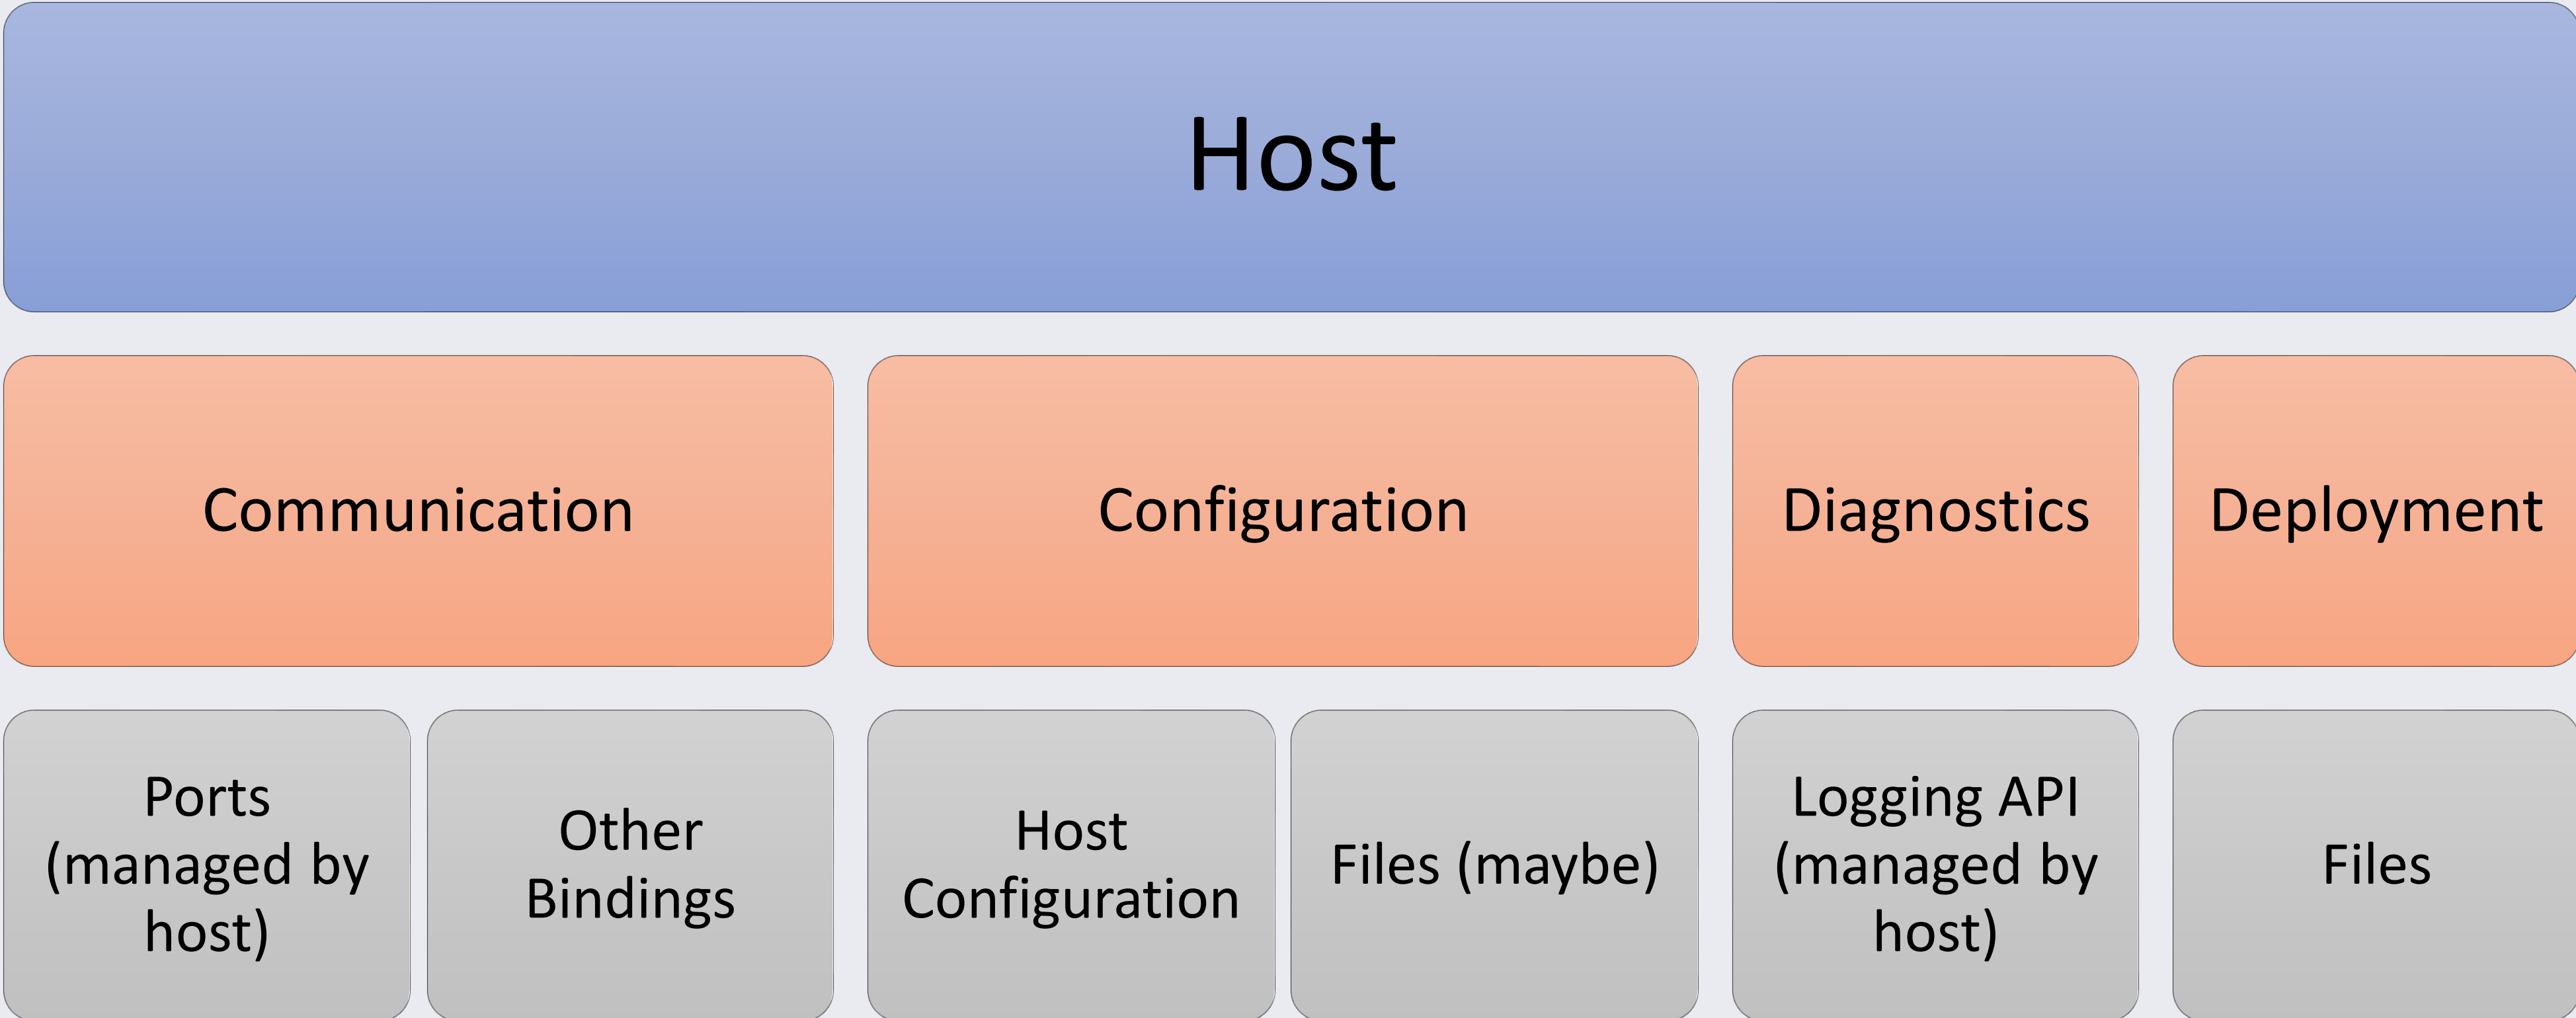 Host
Communication
Configuration
Diagnostics
Deployment
Ports
(managed by
host)
Other
Bindings
Host
Configuration
Files (maybe)
Logging API
(managed by
host)
Files